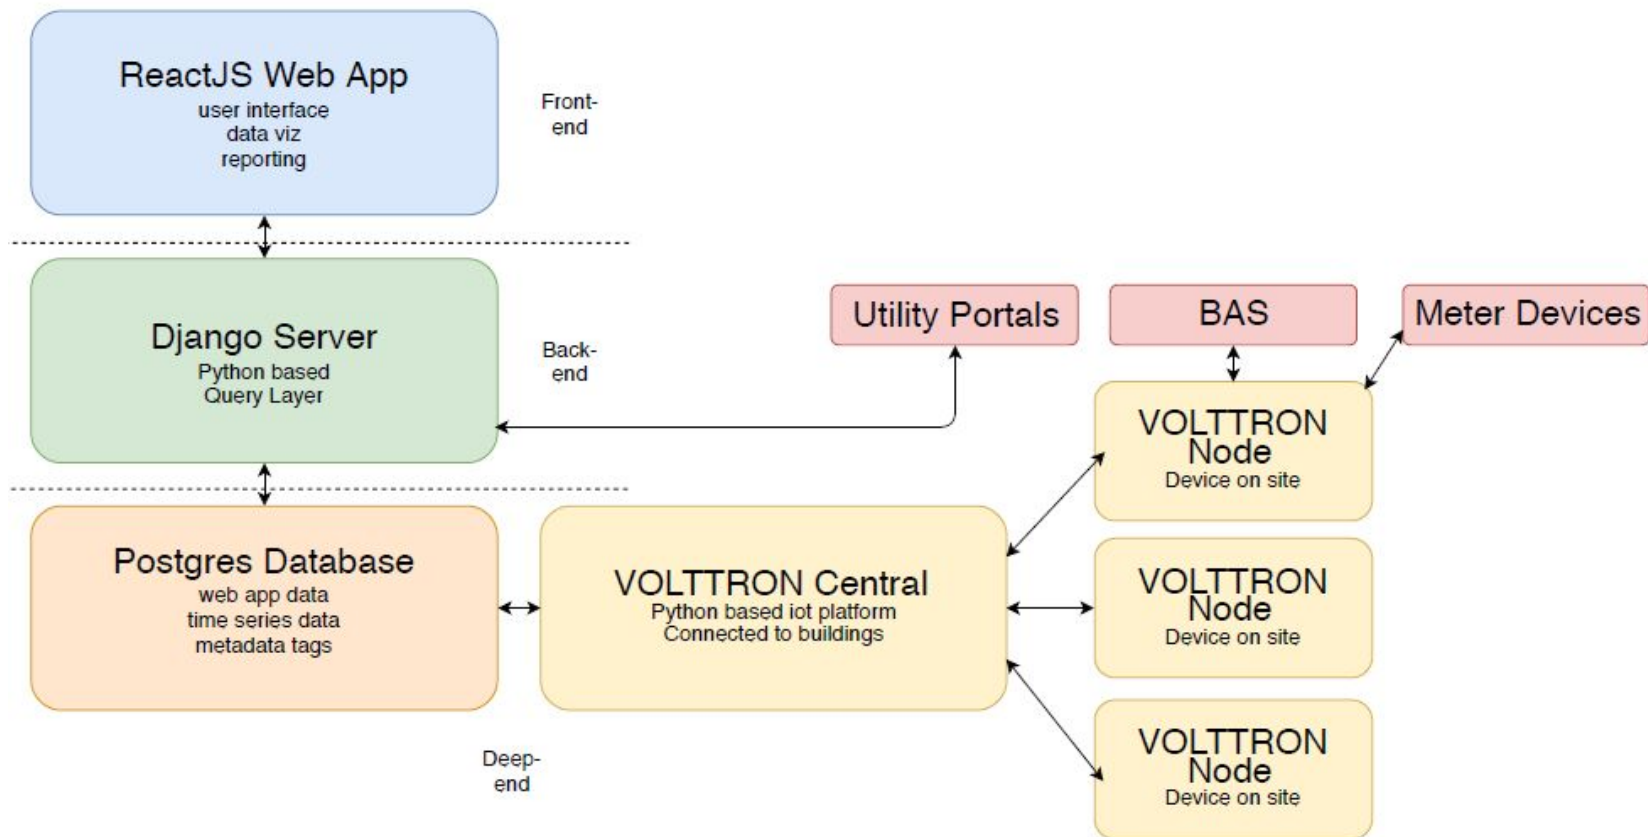 ReactJS Web App
user interface
data viz
reporting
Front-
end
Django Server
Python based
Query Layer
Back-
end
Utility Portals
BAS
Meter Devices
VOLTTRON
Node
Device on site
Postgres Database
web app data
time series data
metadata tags
VOLTTRON Central
Python based iot platform
Connected to buildings
VOLTTRON
Node
Device on site
VOLTTRON
Node
Device on site
Deep-
end